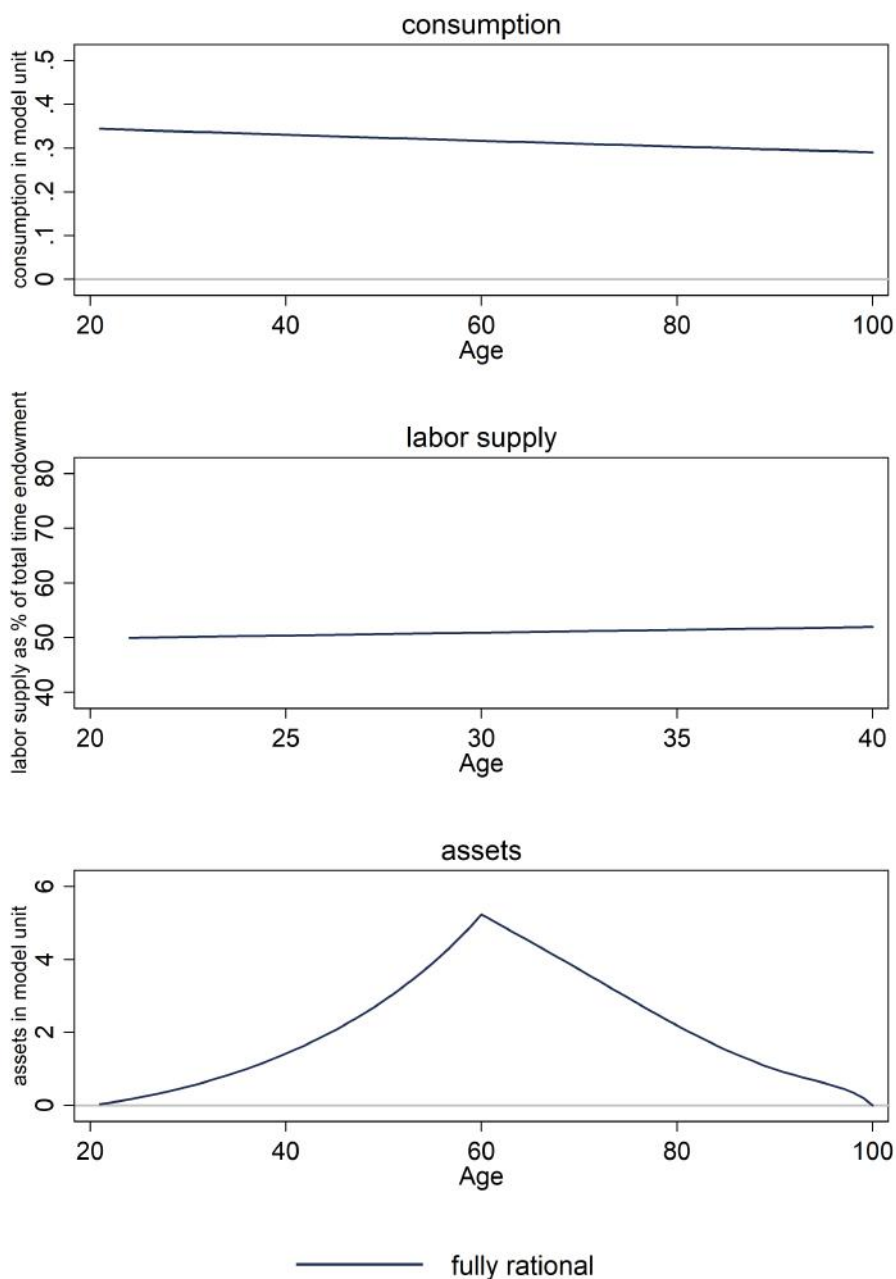 consumption
consumption in model unit
.5
.4
.3
.2
.1
0
20 40 60 80 100
Age
labor supply
labor supply as % of total time endowment
80
70
60
50
40
20 25 30 35 40
Age
assets
assets in model unit
6
4
2
0
20 40 60 80 100
Age
fully rational